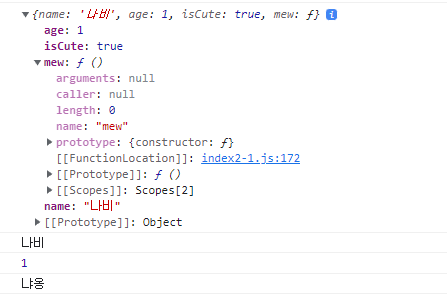 {name: '나비', age: 1, isCute: true, mew: ƒ} i
age: 1
isCute: true
mew: ƒ ()
arguments: null
caller: null
length: 0
name: "mew"
prototype: {constructor: ƒ}
[[FunctionLocation]]: index2-1.js:172
[[Prototype]]: ƒ ()
[[Scopes]]: Scopes[2]
name: "나비"
[[Prototype]]: Object
나비
1
냐옹